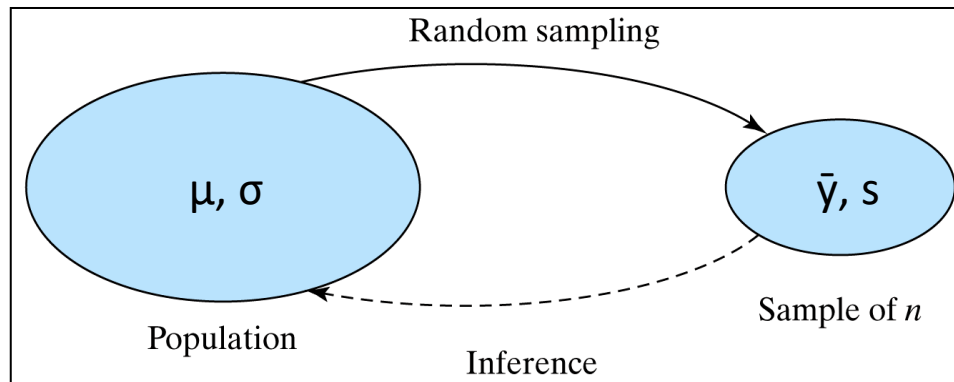 Random sampling
μ, σ
ȳ, s
Sample of n
Population
Inference